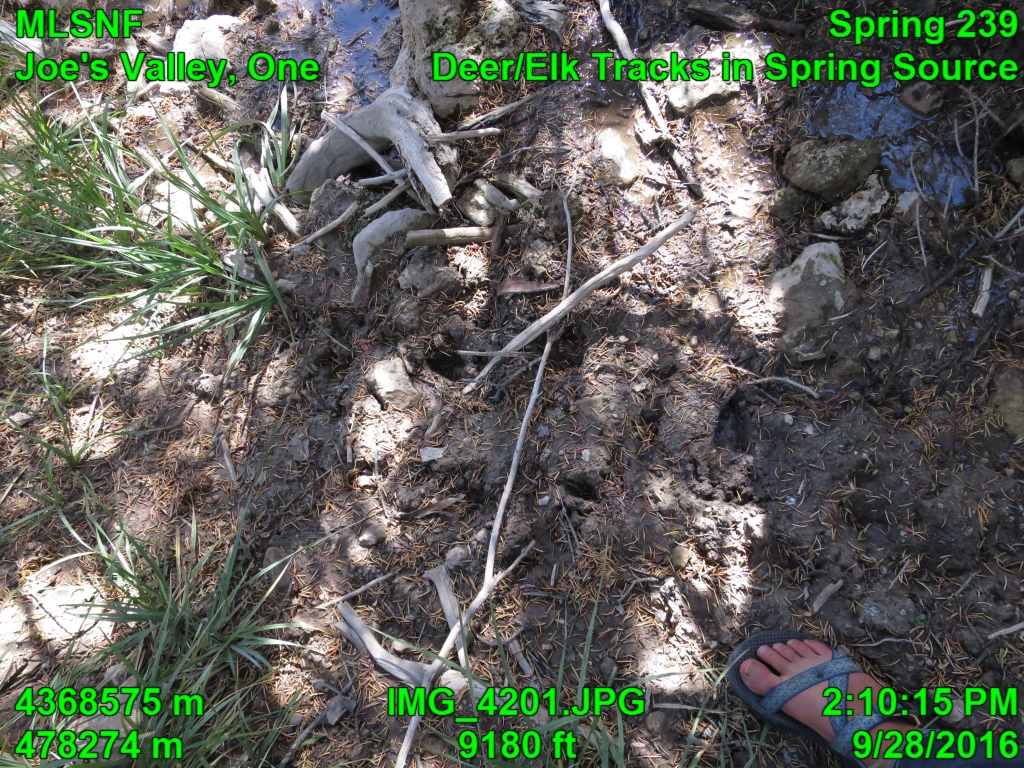 MLSNF
Spring 239
Joe's Valley, One
Deer/Elk Tracks in Spring Source
4368575 m
IMG_4201.JPG
2:10:15 PM
478274 m
9180 ft
9/28/2016